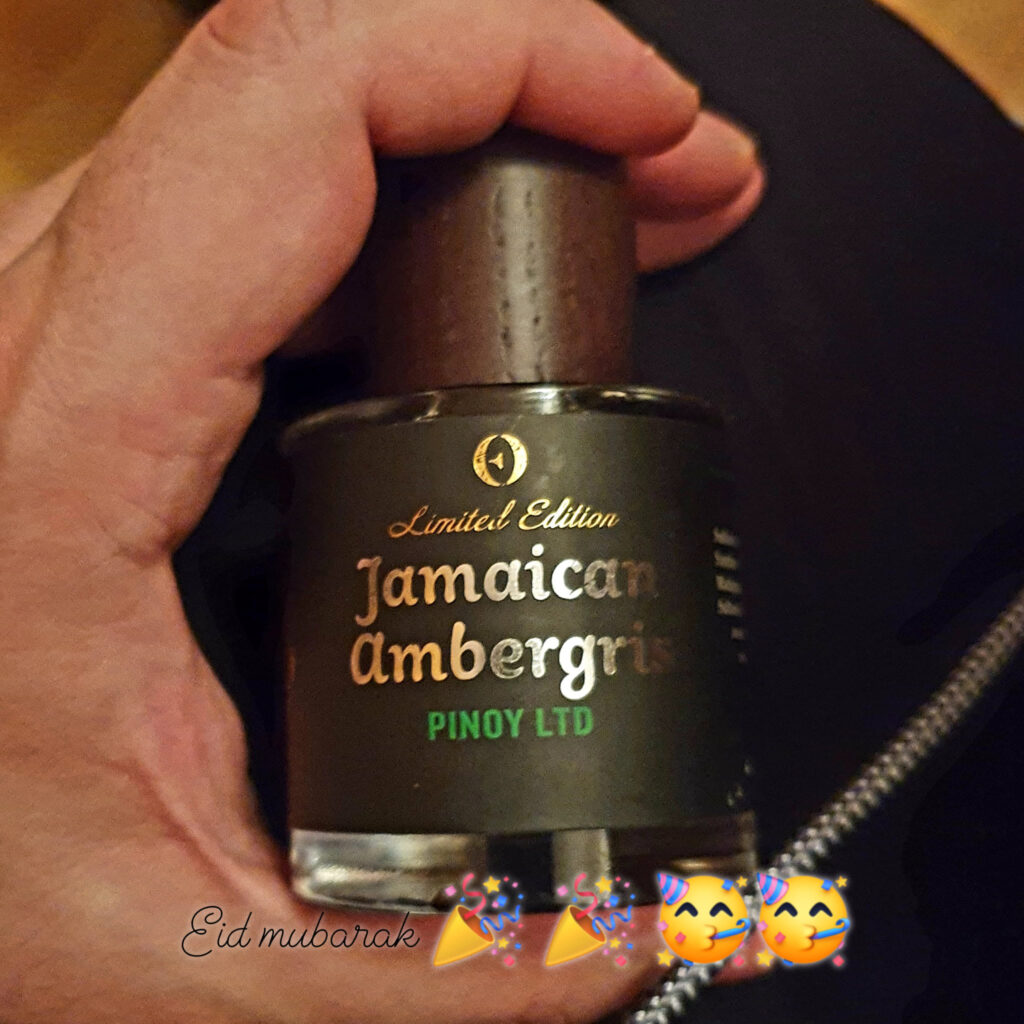 Limited Edition
Jamaican
Ambergris
PINOY LTD
Eid mubarak 🎉 🎉 🥳🥳